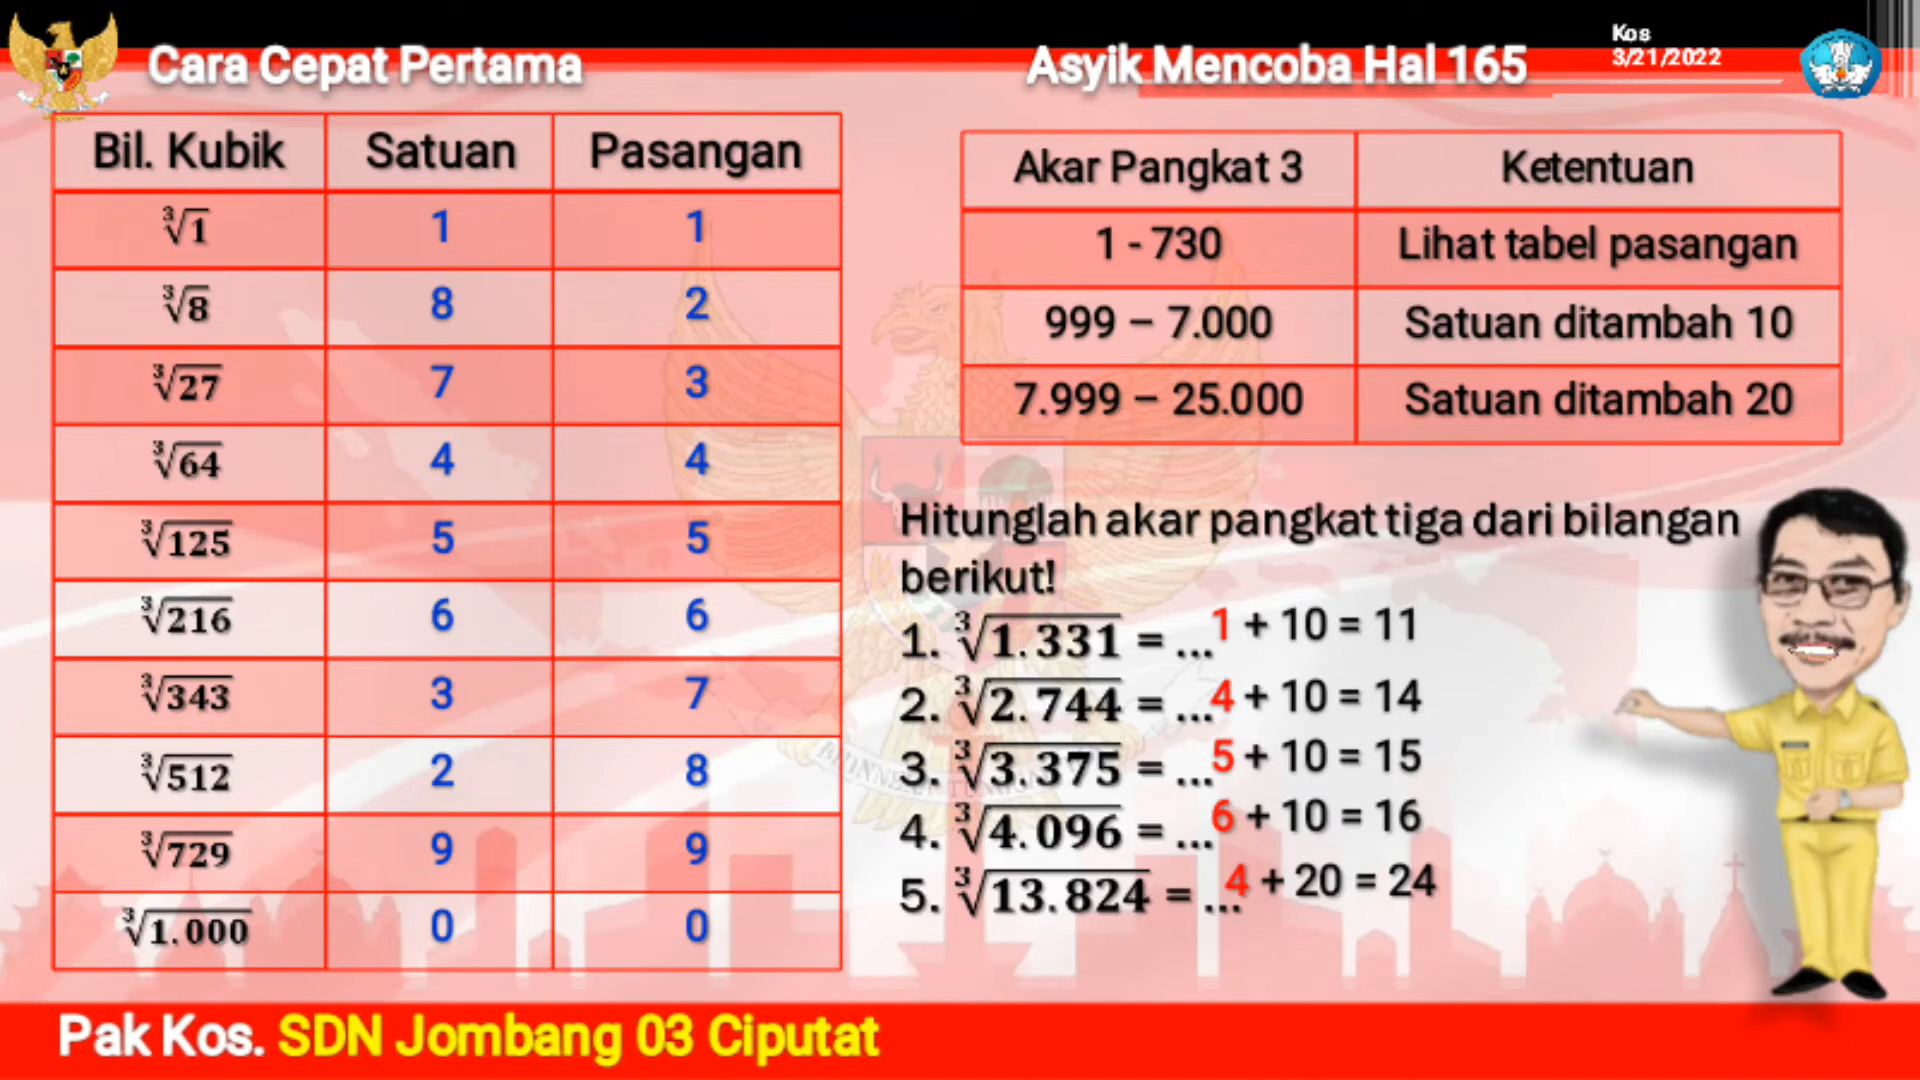 Cara Cepat Pertama
Asyik Mencoba Hal 165
Kos
3/21/2022
Bil. Kubik Satuan Pasangan
∛1 1 1
∛8 8 2
∛27 7 3
∛64 4 4
∛125 5 5
∛216 6 6
∛343 3 7
∛512 2 8
∛729 9 9
∛1.000 0 0
Akar Pangkat 3 Ketentuan
1 - 730 Lihat tabel pasangan
999 – 7.000 Satuan ditambah 10
7.999 – 25.000 Satuan ditambah 20
Hitunglah akar pangkat tiga dari bilangan
berikut!
1. ∛1.331 = ... 1 + 10 = 11
2. ∛2.744 = ... 4 + 10 = 14
3. ∛3.375 = ... 5 + 10 = 15
4. ∛4.096 = ... 6 + 10 = 16
5. ∛13.824 = ... 4 + 20 = 24
Pak Kos. SDN Jombang 03 Ciputat